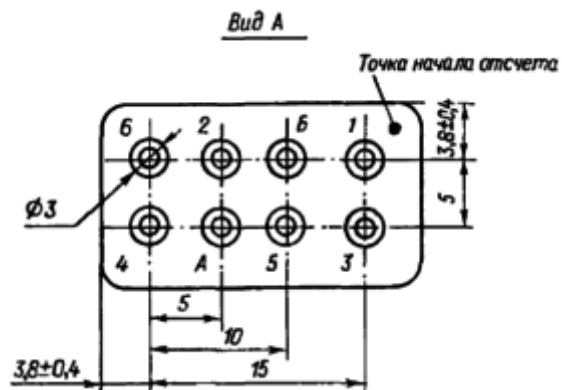 Вид А
Точка начала отсчета
6 2 Б 1
3,8±0,4
Ф3
5
4 А 5 3
5
10
3,8±0,4 15